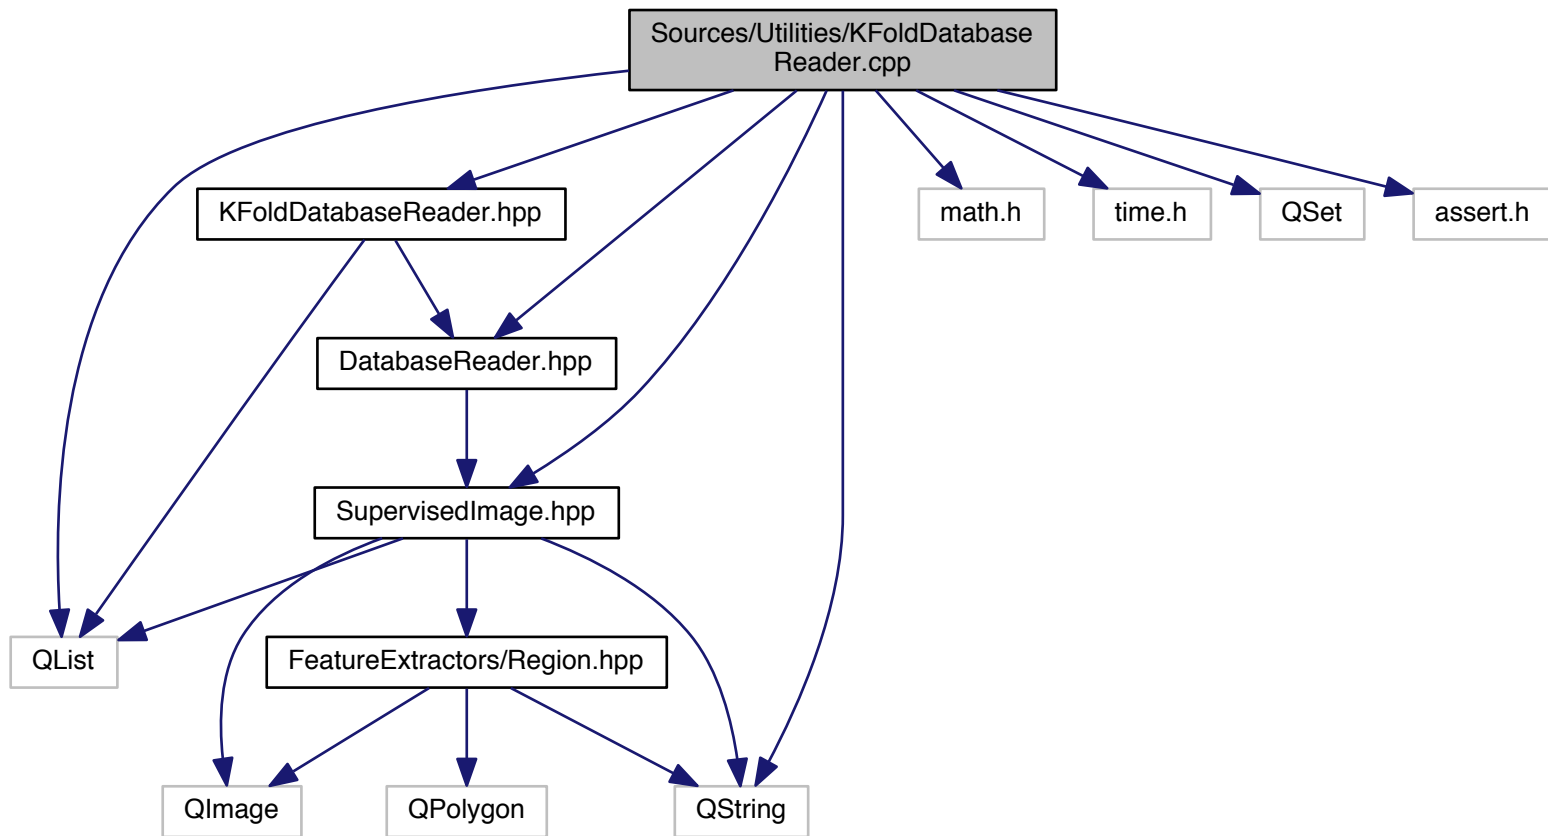 Sources/Utilities/KFoldDatabase
Reader.cpp
KFoldDatabaseReader.hpp
math.h
time.h
QSet
assert.h
DatabaseReader.hpp
SupervisedImage.hpp
QList
FeatureExtractors/Region.hpp
QImage
QPolygon
QString